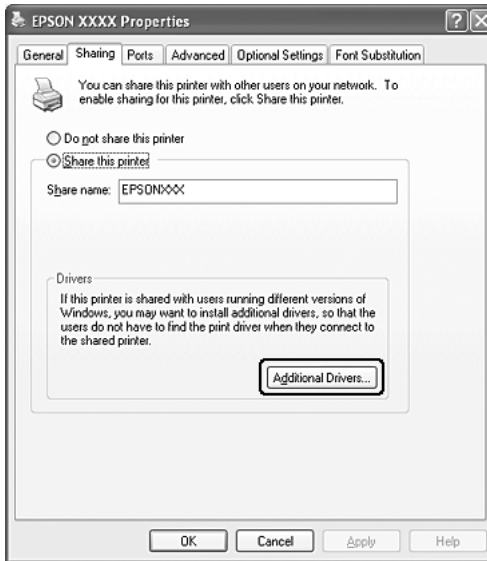 EPSON XXXX Properties
General Sharing Ports Advanced Optional Settings Font Substitution
You can share this printer with other users on your network. To
enable sharing for this printer, click Share this printer.
Do not share this printer
Share this printer
Share name: EPSONXXX
Drivers
If this printer is shared with users running different versions of
Windows, you may want to install additional drivers, so that the
users do not have to find the print driver when they connect to
the shared printer.
Additional Drivers...
OK Cancel Apply Help